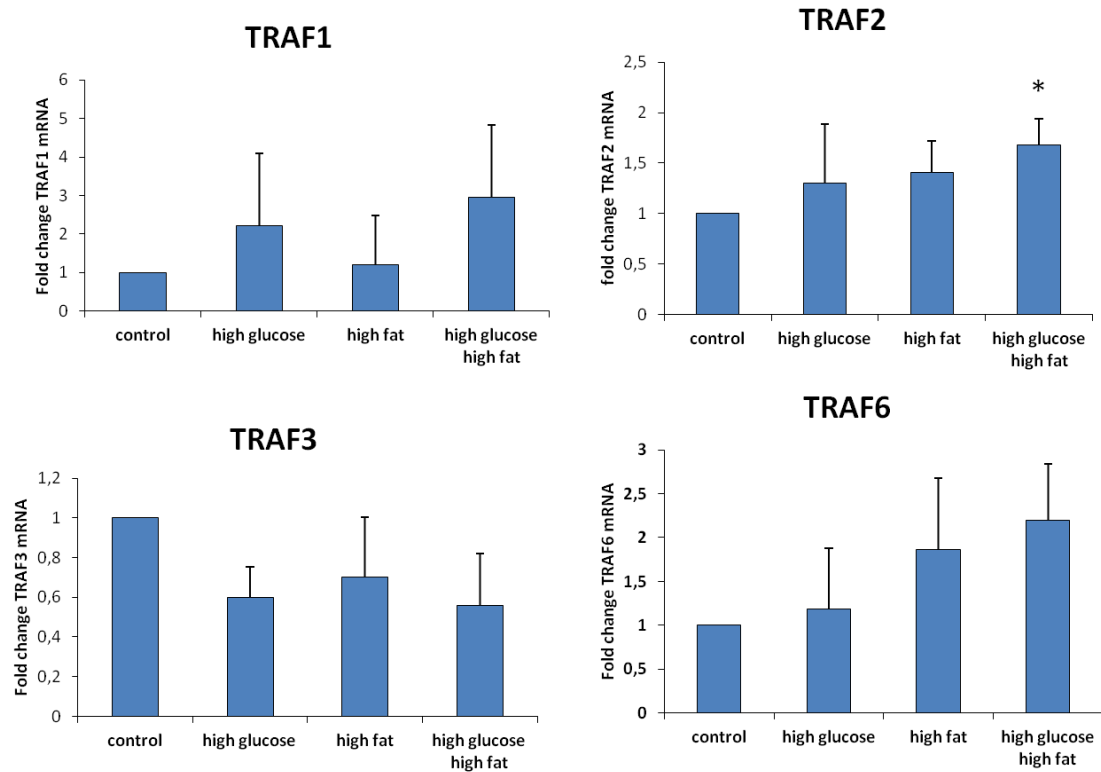 TRAF1
Fold change TRAF1 mRNA
6
5
4
3
2
1
0
control
high glucose
high fat
high glucose
high fat
TRAF2
fold change TRAF2 mRNA
2,5
2
1,5
1
0,5
0
*
control
high glucose
high fat
high glucose
high fat
TRAF3
Fold change TRAF3 mRNA
1,2
1
0,8
0,6
0,4
0,2
0
control
high glucose
high fat
high glucose
high fat
TRAF6
Fold change TRAF6 mRNA
3
2,5
2
1,5
1
0,5
0
control
high glucose
high fat
high glucose
high fat